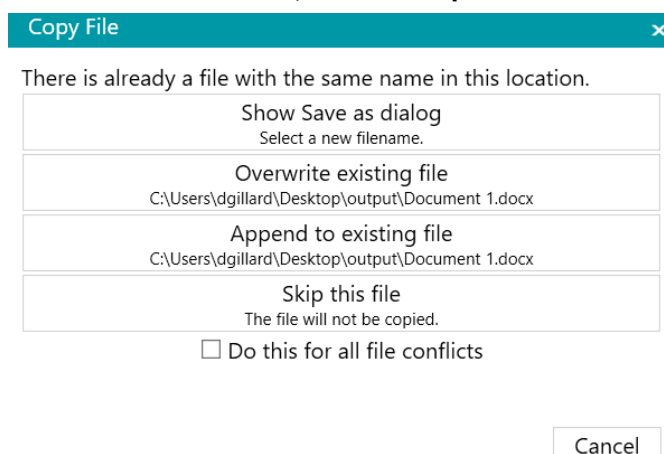 Copy File
There is already a file with the same name in this location.
Show Save as dialog
Select a new filename.
Overwrite existing file
C:\Users\dgillard\Desktop\output\Document 1.docx
Append to existing file
C:\Users\dgillard\Desktop\output\Document 1.docx
Skip this file
The file will not be copied.
Do this for all file conflicts
Cancel